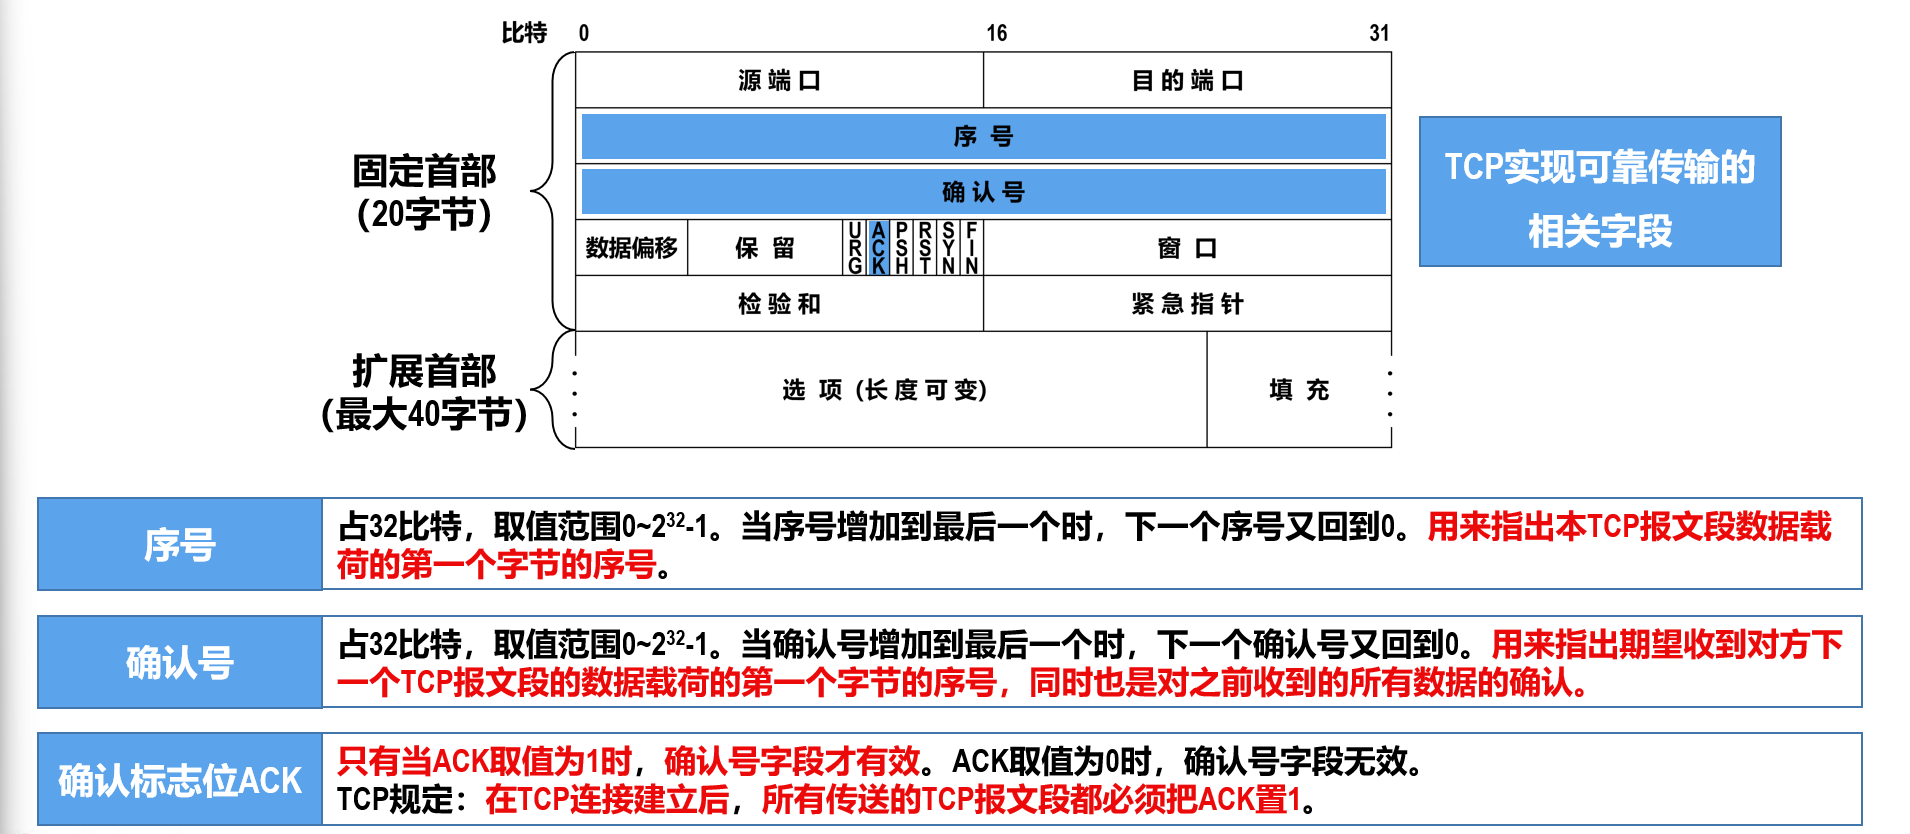 比特 0 16 31
源端口 目的端口
序号
确认号
数据偏移 保留 URG ACK PSH RST SYN FIN 窗口
检验和 紧急指针
选项 (长度可变) 填充
固定首部
(20字节)
扩展首部
(最大40字节)
TCP实现可靠传输的
相关字段
序号
占32比特，取值范围0~2³²-1。当序号增加到最后一个时，下一个序号又回到0。用来指出本TCP报文段数据载
荷的第一个字节的序号。
确认号
占32比特，取值范围0~2³²-1。当确认号增加到最后一个时，下一个确认号又回到0。用来指出期望收到对方下
一个TCP报文段的数据载荷的第一个字节的序号，同时也是对之前收到的所有数据的确认。
确认标志位ACK
只有当ACK取值为1时，确认号字段才有效。ACK取值为0时，确认号字段无效。
TCP规定：在TCP连接建立后，所有传送的TCP报文段都必须把ACK置1。